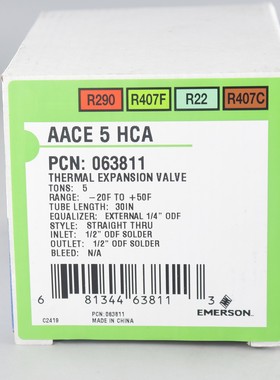 R290 R407F R22 R407C
AACE 5 HCA
PCN: 063811
THERMAL EXPANSION VALVE
TONS: 5
RANGE: -20F TO +50F
TUBE LENGTH: 30IN
EQUALIZER: EXTERNAL 1/4" ODF
STYLE: STRAIGHT THRU
INLET: 1/2" ODF SOLDER
OUTLET: 1/2" ODF SOLDER
BLEED: N/A
6 81344 63811 3
C2419
PCN: 063811
MADE IN CHINA
EMERSON